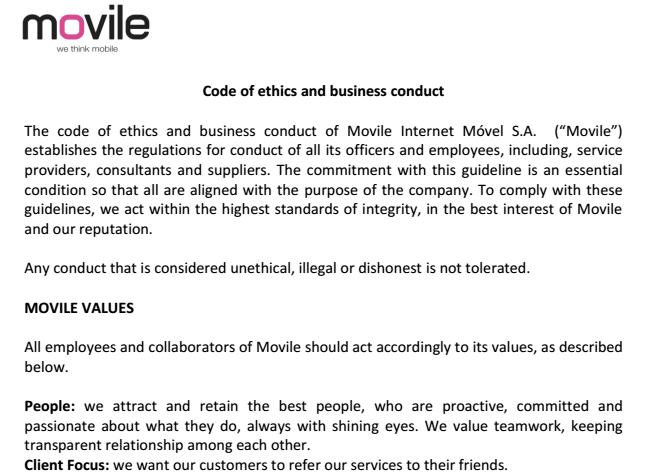 movile
we think mobile
Code of ethics and business conduct
The code of ethics and business conduct of Movile Internet Móvel S.A. (“Movile”)
establishes the regulations for conduct of all its officers and employees, including, service
providers, consultants and suppliers. The commitment with this guideline is an essential
condition so that all are aligned with the purpose of the company. To comply with these
guidelines, we act within the highest standards of integrity, in the best interest of Movile
and our reputation.
Any conduct that is considered unethical, illegal or dishonest is not tolerated.
MOVILE VALUES
All employees and collaborators of Movile should act accordingly to its values, as described
below.
People: we attract and retain the best people, who are proactive, committed and
passionate about what they do, always with shining eyes. We value teamwork, keeping
transparent relationship among each other.
Client Focus: we want our customers to refer our services to their friends.